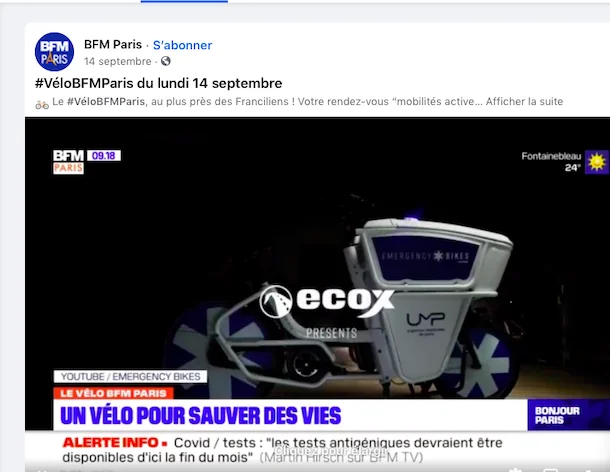 BFM
PARIS
BFM Paris · S'abonner
14 septembre ·
#VéloBFMParis du lundi 14 septembre
Le #VéloBFMParis, au plus près des Franciliens ! Votre rendez-vous "mobilités active... Afficher la suite
BFM 09.18
PARIS
Fontainebleau
24°
EMERGENCY BIKES
ecox
PRESENTS
UMP
YOUTUBE / EMERGENCY BIKES
LE VÉLO BFM PARIS
UN VÉLO POUR SAUVER DES VIES
BONJOUR
PARIS
ALERTE INFO Covid / tests : "les tests antigéniques devraient être
disponibles d'ici la fin du mois" (Martin Hirsch sur BFM TV)
Cliquez pour élargir